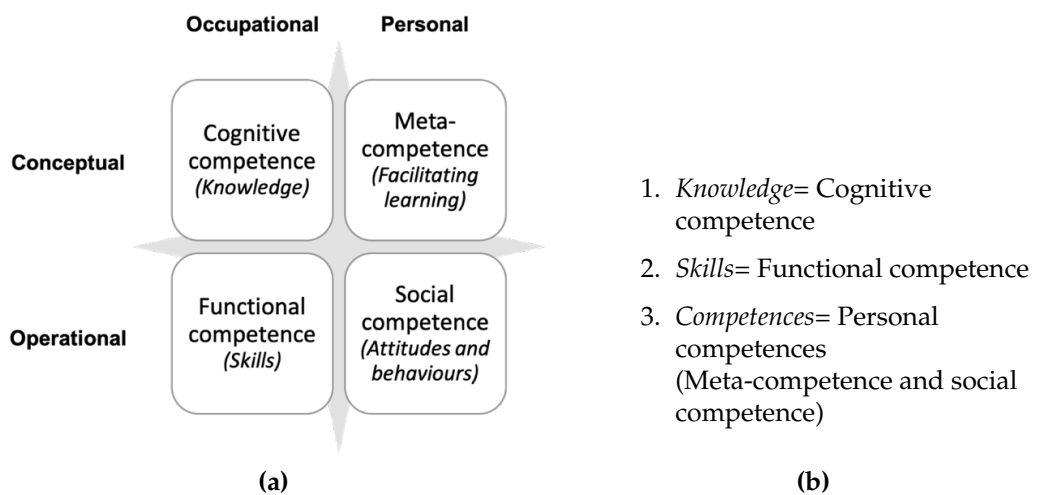 Occupational Personal
Conceptual
Cognitive
competence
(Knowledge)
Meta-
competence
(Facilitating
learning)
Operational
Functional
competence
(Skills)
Social
competence
(Attitudes and
behaviours)
(a)
1. Knowledge= Cognitive
competence
2. Skills= Functional competence
3. Competences= Personal
competences
(Meta-competence and social
competence)
(b)